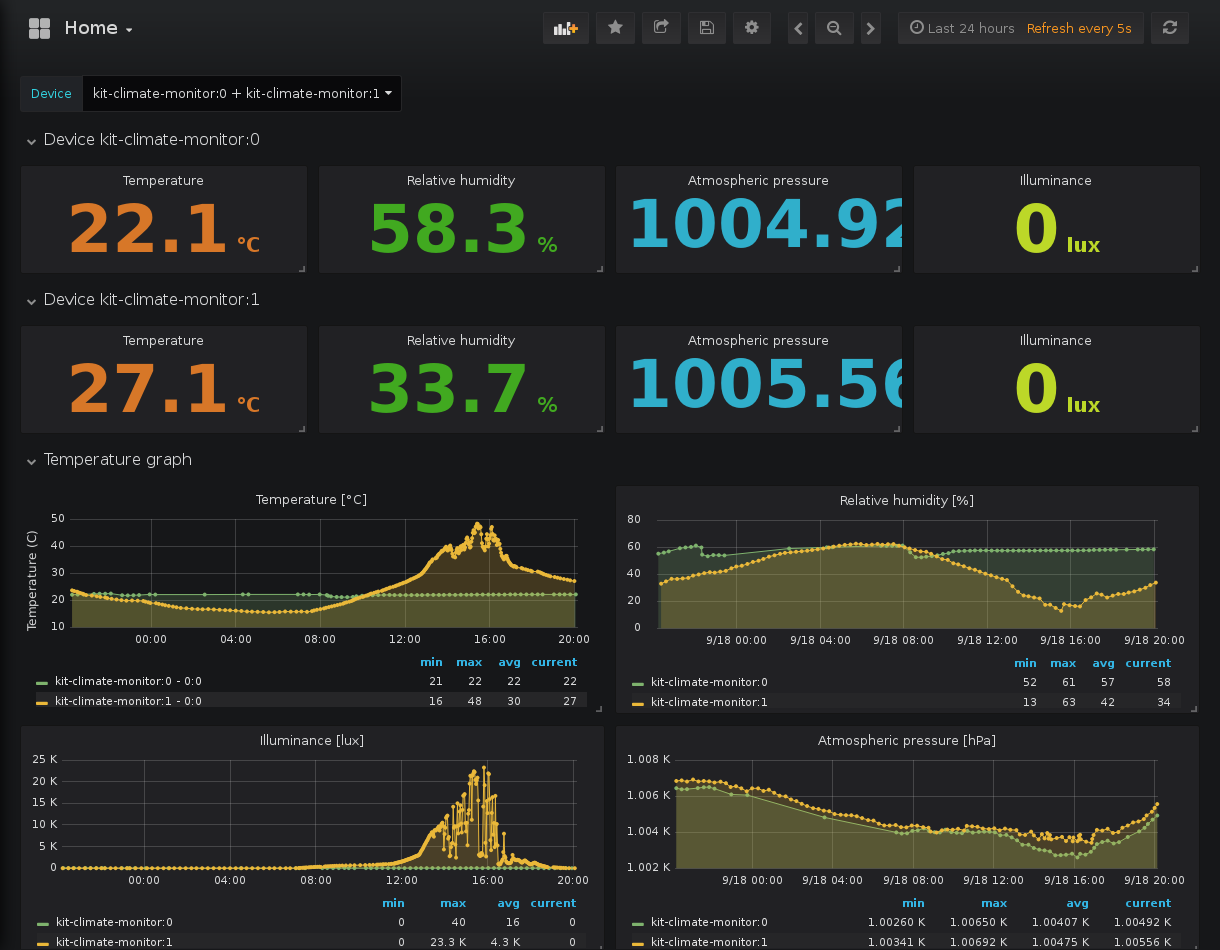 Home
Last 24 hours Refresh every 5s
Device kit-climate-monitor:0 + kit-climate-monitor:1
Device kit-climate-monitor:0
Temperature Relative humidity Atmospheric pressure Illuminance
22.1 °C 58.3 % 1004.92 0 lux
Device kit-climate-monitor:1
Temperature Relative humidity Atmospheric pressure Illuminance
27.1 °C 33.7 % 1005.56 0 lux
Temperature graph
Temperature [°C]
Temperature (C)
50
40
30
20
10
00:00 04:00 08:00 12:00 16:00 20:00
min max avg current
kit-climate-monitor:0 - 0:0 21 22 22 22
kit-climate-monitor:1 - 0:0 16 48 30 27
Relative humidity [%]
80
60
40
20
0
9/18 00:00 9/18 04:00 9/18 08:00 9/18 12:00 9/18 16:00 9/18 20:00
min max avg current
kit-climate-monitor:0 52 61 57 58
kit-climate-monitor:1 13 63 42 34
Illuminance [lux]
25 K
20 K
15 K
10 K
5 K
0
00:00 04:00 08:00 12:00 16:00 20:00
min max avg current
kit-climate-monitor:0 0 40 16 0
kit-climate-monitor:1 0 23.3 K 4.3 K 0
Atmospheric pressure [hPa]
1.008 K
1.006 K
1.004 K
1.002 K
9/18 00:00 9/18 04:00 9/18 08:00 9/18 12:00 9/18 16:00 9/18 20:00
min max avg current
kit-climate-monitor:0 1.00260 K 1.00650 K 1.00407 K 1.00492 K
kit-climate-monitor:1 1.00341 K 1.00692 K 1.00475 K 1.00556 K